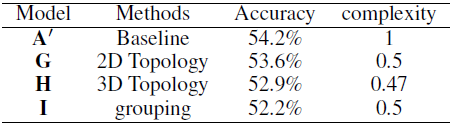 Model Methods Accuracy complexity
A′ Baseline 54.2% 1
G 2D Topology 53.6% 0.5
H 3D Topology 52.9% 0.47
I grouping 52.2% 0.5